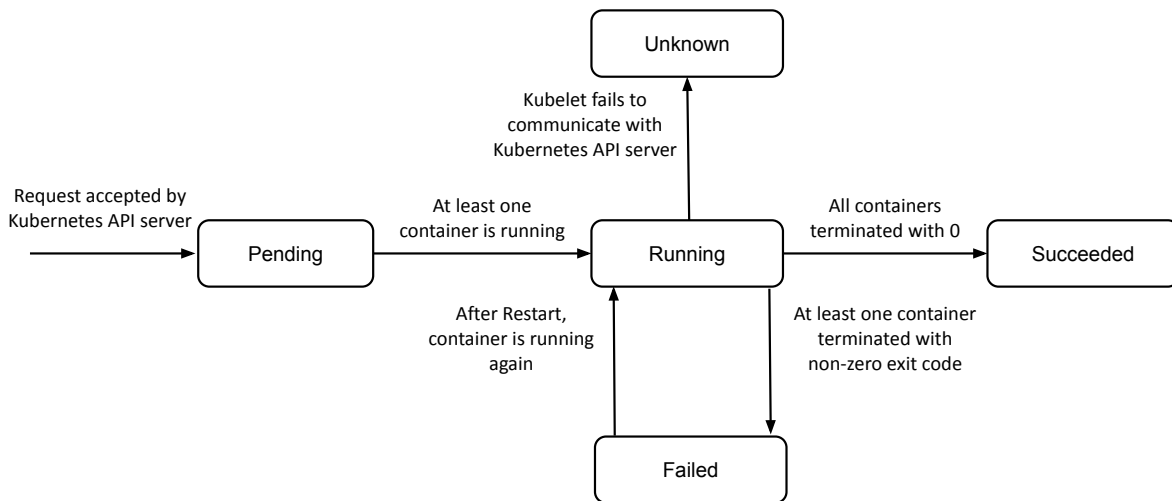 Unknown
Kubelet fails to
communicate with
Kubernetes API server
Request accepted by
Kubernetes API server
Pending
At least one
container is running
Running
All containers
terminated with 0
Succeeded
After Restart,
container is running
again
At least one container
terminated with
non-zero exit code
Failed